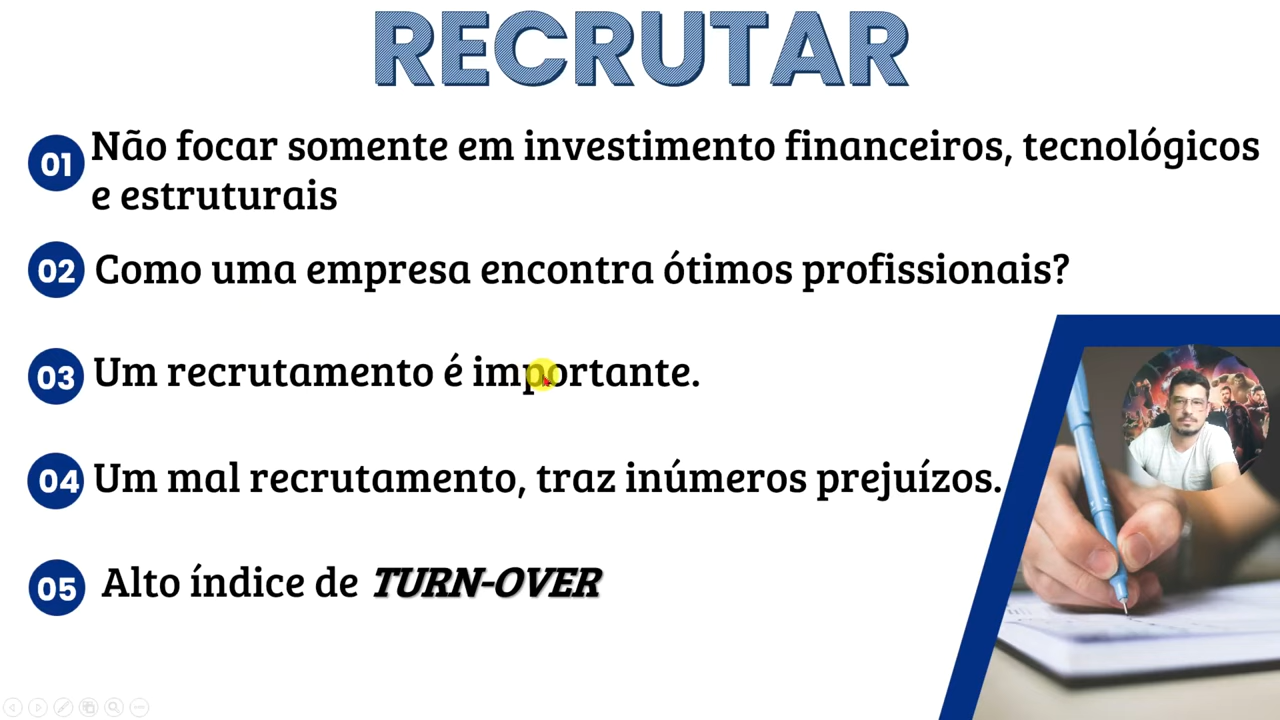 RECRUTAR
01 Não focar somente em investimento financeiros, tecnológicos
e estruturais
02 Como uma empresa encontra ótimos profissionais?
03 Um recrutamento é importante.
04 Um mal recrutamento, traz inúmeros prejuízos.
05 Alto índice de TURN-OVER